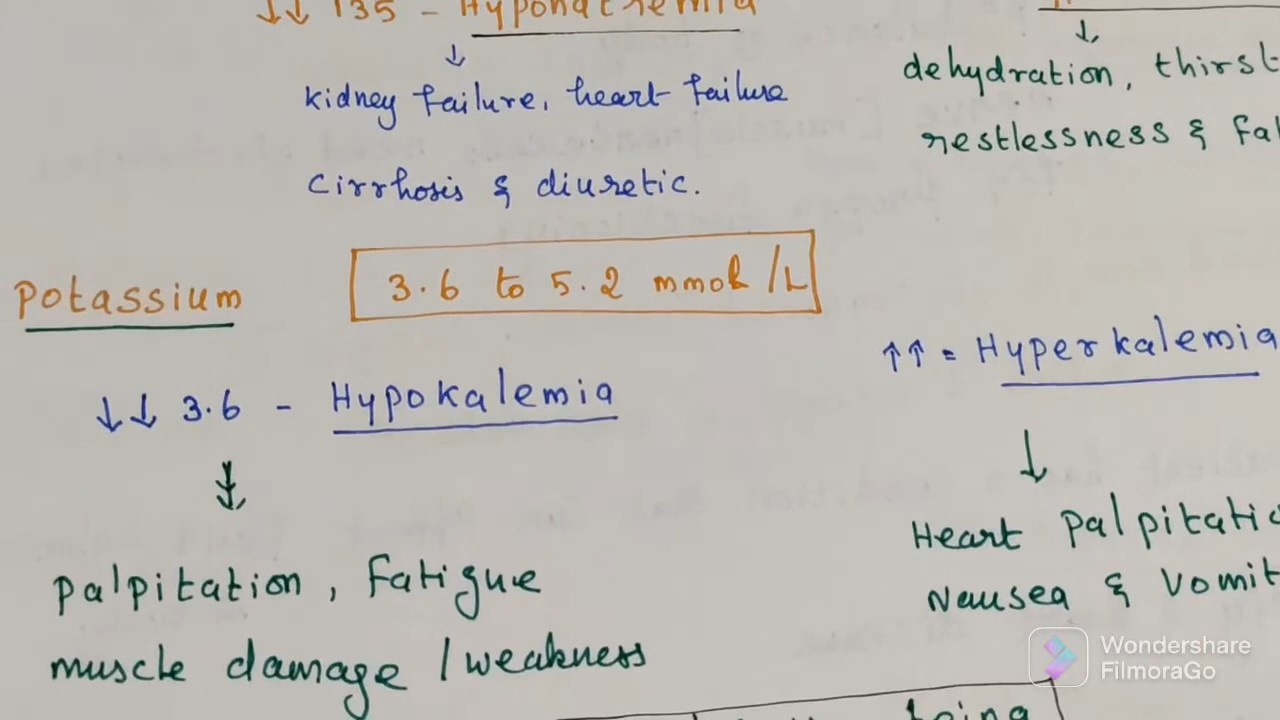 ↓↓ 135 - Hyponatremia
↓
kidney failure, heart failure
cirrhosis & diuretic.
↓
dehydration, thirst
restlessness &
Potassium
3.6 to 5.2 mmol/L
↓↓ 3.6 - Hypokalemia
↓
palpitation, Fatigue
muscle damage / weakness
↑↑ = Hyperkalemia
↓
Heart palpitatio
Nausea & vomit
Wondershare
FilmoraGo